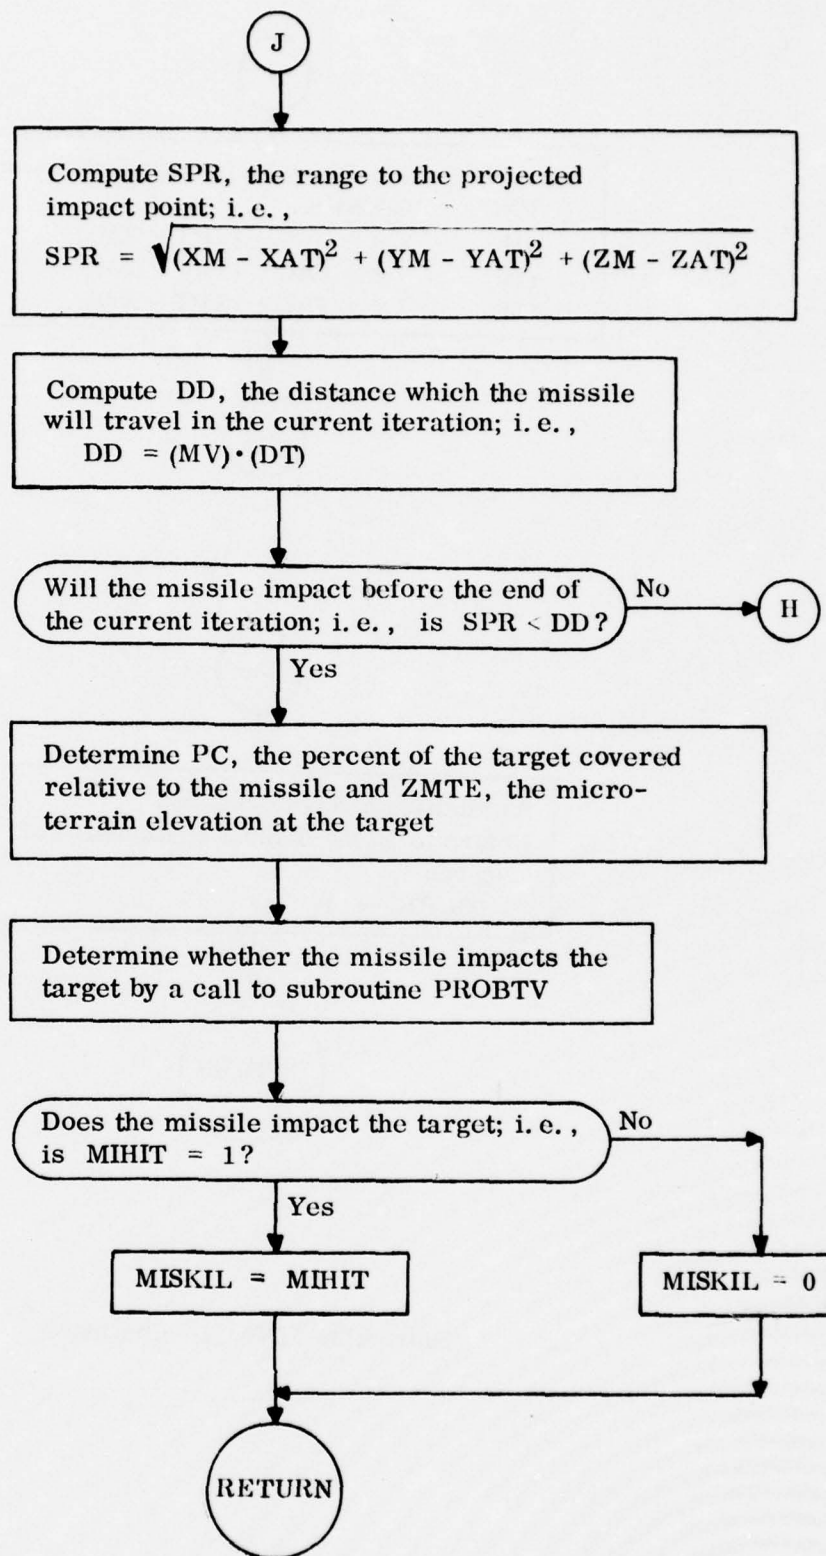 J
Compute SPR, the range to the projected
impact point; i. e.,
SPR = √(XM - XAT)² + (YM - YAT)² + (ZM - ZAT)²
Compute DD, the distance which the missile
will travel in the current iteration; i. e.,
DD = (MV)·(DT)
Will the missile impact before the end of
the current iteration; i. e., is SPR < DD?
No
H
Yes
Determine PC, the percent of the target covered
relative to the missile and ZMTE, the micro-
terrain elevation at the target
Determine whether the missile impacts the
target by a call to subroutine PROBTV
Does the missile impact the target; i. e.,
is MIHIT = 1?
No
Yes
MISKIL = MIHIT
MISKIL = 0
RETURN